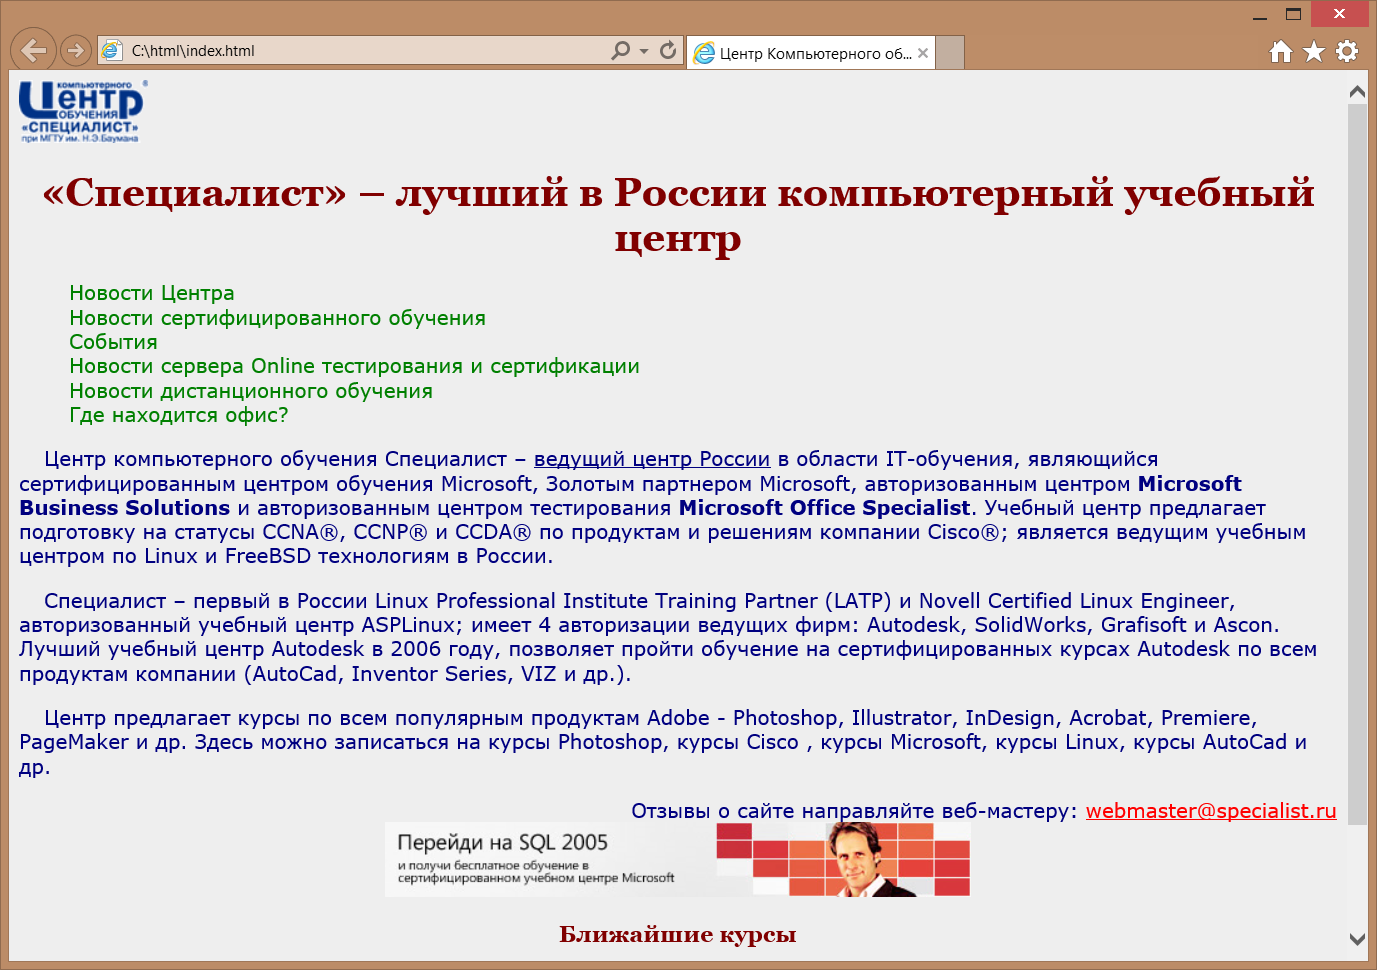 C:\html\index.html
Центр Компьютерного об...
компьютерного
Центр®
ОБУЧЕНИЯ
«СПЕЦИАЛИСТ»
при МГТУ им. Н.Э.Баумана
«Специалист» – лучший в России компьютерный учебный
центр
Новости Центра
Новости сертифицированного обучения
События
Новости сервера Online тестирования и сертификации
Новости дистанционного обучения
Где находится офис?
Центр компьютерного обучения Специалист – ведущий центр России в области IT-обучения, являющийся
сертифицированным центром обучения Microsoft, Золотым партнером Microsoft, авторизованным центром Microsoft
Business Solutions и авторизованным центром тестирования Microsoft Office Specialist. Учебный центр предлагает
подготовку на статусы CCNA®, CCNP® и CCDA® по продуктам и решениям компании Cisco®; является ведущим учебным
центром по Linux и FreeBSD технологиям в России.
Специалист – первый в России Linux Professional Institute Training Partner (LATP) и Novell Certified Linux Engineer,
авторизованный учебный центр ASPLinux; имеет 4 авторизации ведущих фирм: Autodesk, SolidWorks, Grafisoft и Ascon.
Лучший учебный центр Autodesk в 2006 году, позволяет пройти обучение на сертифицированных курсах Autodesk по всем
продуктам компании (AutoCad, Inventor Series, VIZ и др.).
Центр предлагает курсы по всем популярным продуктам Adobe - Photoshop, Illustrator, InDesign, Acrobat, Premiere,
PageMaker и др. Здесь можно записаться на курсы Photoshop, курсы Cisco , курсы Microsoft, курсы Linux, курсы AutoCad и
др.
Отзывы о сайте направляйте веб-мастеру: webmaster@specialist.ru
Перейди на SQL 2005
и получи бесплатное обучение в
сертифицированном учебном центре Microsoft
Ближайшие курсы